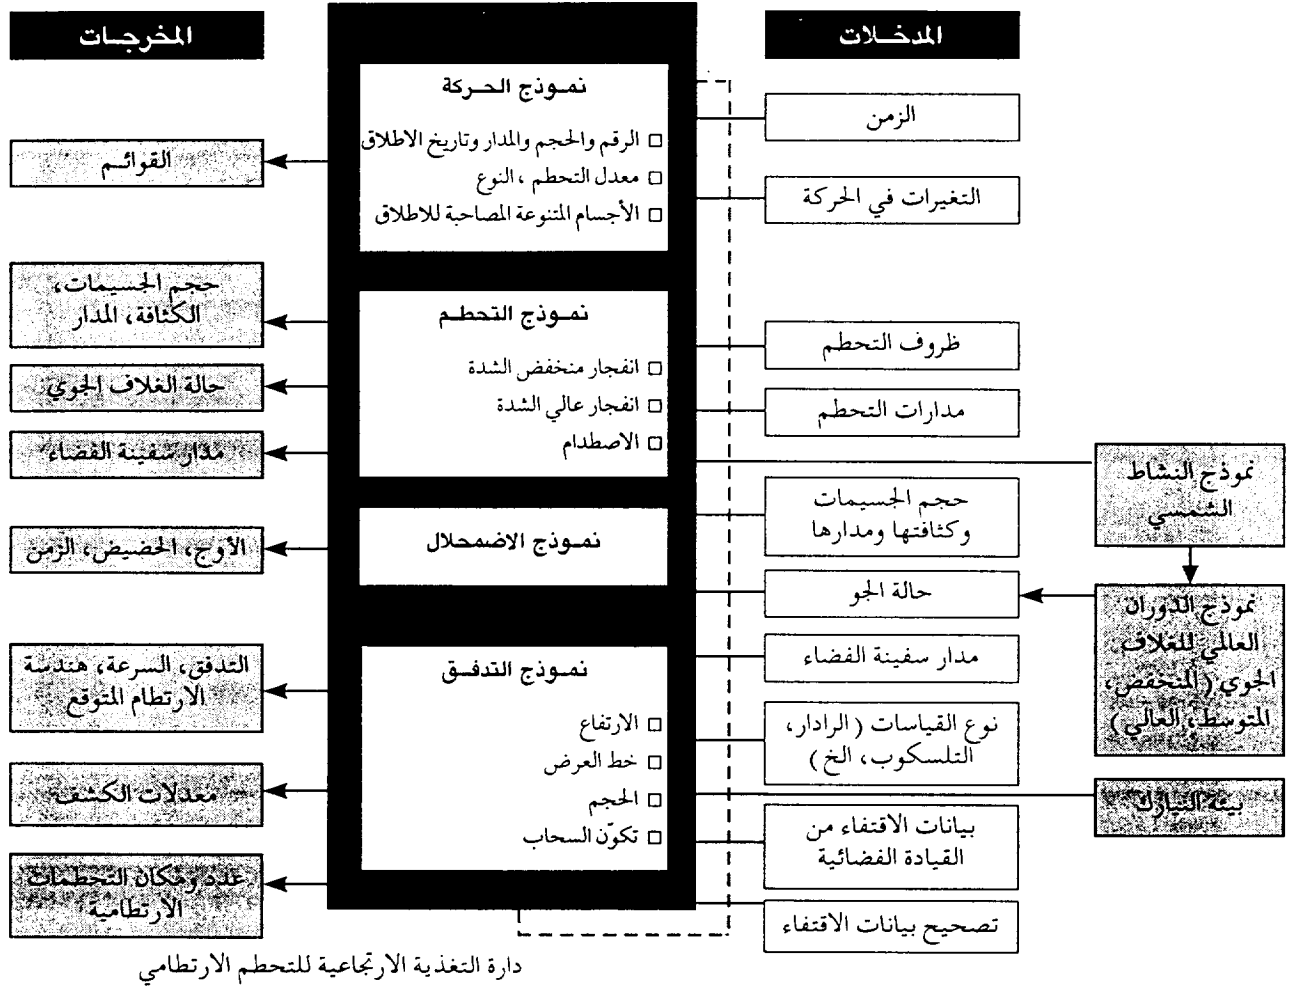 المدخلات
الزمن
التغيرات في الحركة
ظروف التحطم
مدارات التحطم
حجم الجسيمات
وكثافتها ومدارها
حالة الجو
مدار سفينة الفضاء
نوع القياسات (الرادار،
التلسكوب، الخ)
بيانات الاقتفاء من
القيادة الفضائية
تصحيح بيانات الاقتفاء
نموذج النشاط
الشمسي
نموذج الدوران
العالمي للغلاف
الجوي (المنخفض،
المتوسط، العالي)
بيئة النيازك
نموذج الحركة
□ الرقم والحجم والمدار وتاريخ الاطلاق
□ معدل التحطم ، النوع
□ الأجسام المتنوعة المصاحبة للاطلاق
نموذج التحطم
□ انفجار منخفض الشدة
□ انفجار عالي الشدة
□ الاصطدام
نموذج الاضمحلال
نموذج التدفق
□ الارتفاع
□ خط العرض
□ الحجم
□ تكوّن السحاب
المخرجات
القوائم
حجم الجسيمات،
الكثافة، المدار
حالة الغلاف الجوي
مدار سفينة الفضاء
الأوج، الحضيض، الزمن
التدفق، السرعة، هندسة
الارتطام المتوقع
معدلات الكشف
عدد ومكان التحطمات
الارتطامية
دارة التغذية الارتجاعية للتحطم الارتطامي